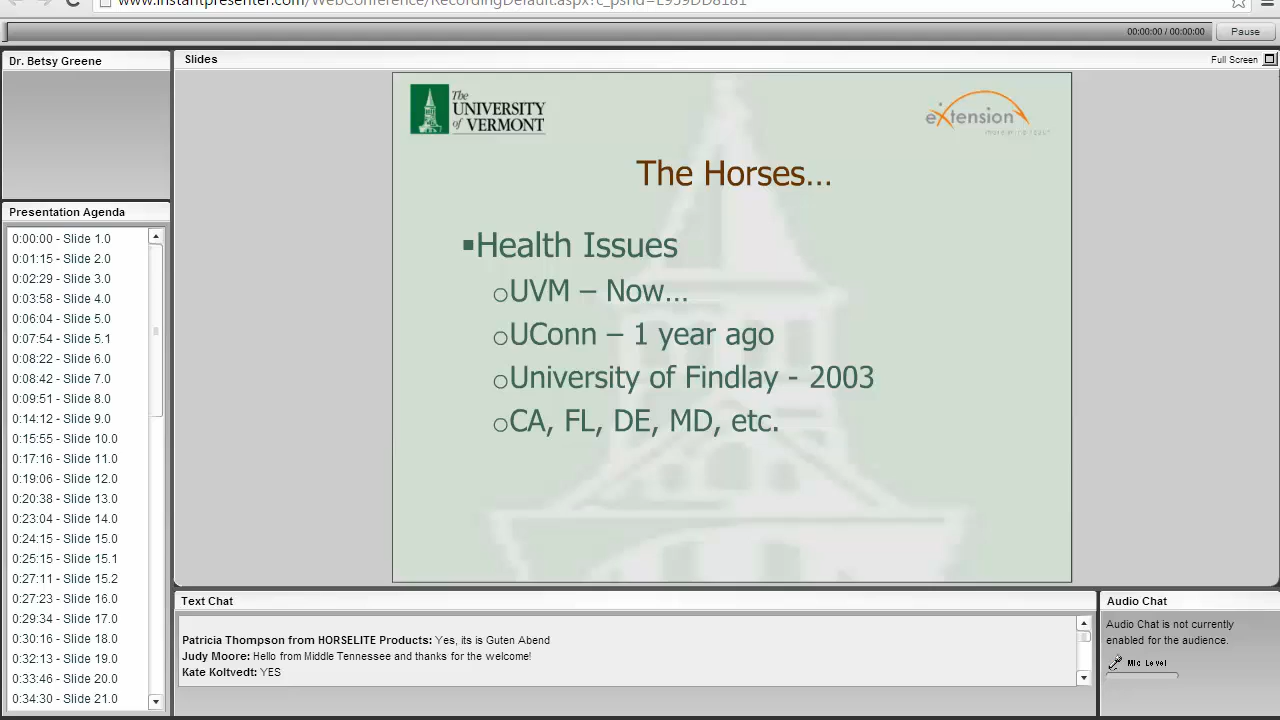 www.instantpresenter.com/WebConference/RecordingDefault.aspx?c_psrid=E959DD8181
00:00:00 / 00:00:00
Pause
Dr. Betsy Greene
Slides
Full Screen
The
UNIVERSITY
of VERMONT
eXtension
The Horses…
Health Issues
UVM – Now…
UConn – 1 year ago
University of Findlay - 2003
CA, FL, DE, MD, etc.
Presentation Agenda
0:00:00 - Slide 1.0
0:01:15 - Slide 2.0
0:02:29 - Slide 3.0
0:03:58 - Slide 4.0
0:06:04 - Slide 5.0
0:07:54 - Slide 5.1
0:08:22 - Slide 6.0
0:08:42 - Slide 7.0
0:09:51 - Slide 8.0
0:14:12 - Slide 9.0
0:15:55 - Slide 10.0
0:17:16 - Slide 11.0
0:19:06 - Slide 12.0
0:20:38 - Slide 13.0
0:23:04 - Slide 14.0
0:24:15 - Slide 15.0
0:25:15 - Slide 15.1
0:27:11 - Slide 15.2
0:27:23 - Slide 16.0
0:29:34 - Slide 17.0
0:30:16 - Slide 18.0
0:32:13 - Slide 19.0
0:33:46 - Slide 20.0
0:34:30 - Slide 21.0
Text Chat
Patricia Thompson from HORSELITE Products: Yes, its is Guten Abend
Judy Moore: Hello from Middle Tennessee and thanks for the welcome!
Kate Koltvedt: YES
Audio Chat
Audio Chat is not currently
enabled for the audience.
Mic Level